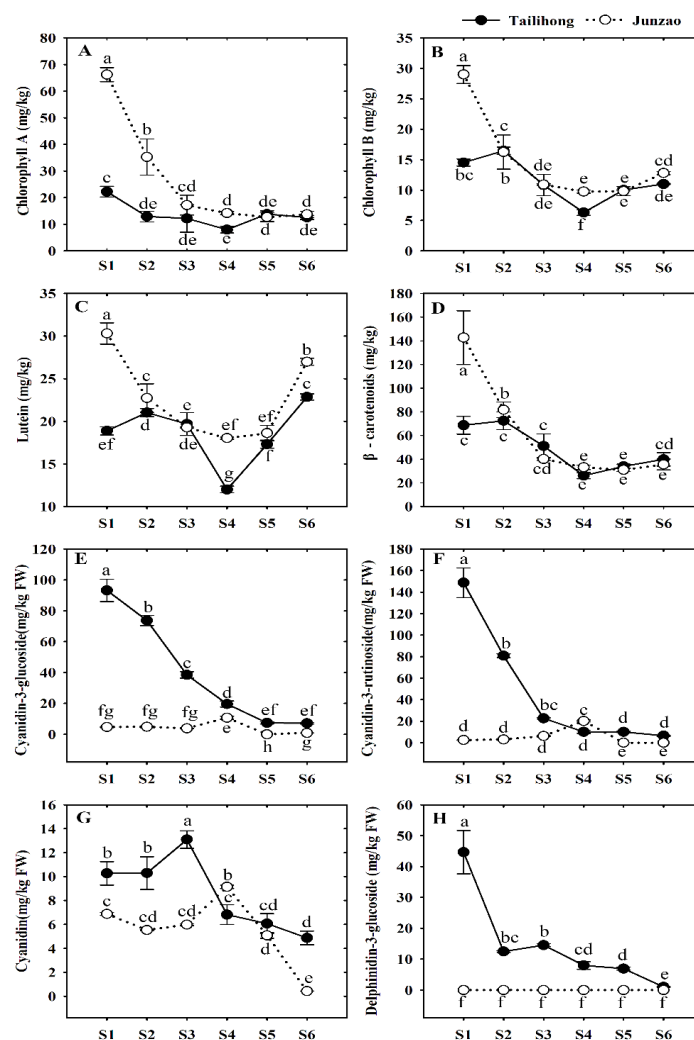 Tailihong Junzao
A
Chlorophyll A (mg/kg)
80
70
60
50
40
30
20
10
0
a
b
c
de
cd
de
d
e
d
d
de
S1 S2 S3 S4 S5 S6
B
Chlorophyll B (mg/kg)
35
30
25
20
15
10
5
0
a
c
de
e
e
cd
bc
b
de
f
e
de
S1 S2 S3 S4 S5 S6
C
Lutein (mg/kg)
35
30
25
20
15
10
a
c
c
ef
ef
b
c
ef
d
de
g
f
S1 S2 S3 S4 S5 S6
D
β - carotenoids (mg/kg)
180
160
140
120
100
80
60
40
20
0
a
b
c
e
e
cd
c
c
cd
e
e
e
S1 S2 S3 S4 S5 S6
E
Cyanidin-3-glucoside(mg/kg FW)
120
100
80
60
40
20
0
a
b
c
d
ef
ef
fg
fg
fg
e
h
g
S1 S2 S3 S4 S5 S6
F
Cyanidin-3-rutinoside(mg/kg FW)
180
160
140
120
100
80
60
40
20
0
a
b
bc
c
d
d
d
d
d
d
e
e
S1 S2 S3 S4 S5 S6
G
Cyanidin(mg/kg FW)
16
14
12
10
8
6
4
2
0
b
b
a
b
c
cd
d
c
cd
cd
d
e
S1 S2 S3 S4 S5 S6
H
Delphinidin-3-glucoside (mg/kg FW)
60
50
40
30
20
10
0
a
bc
b
cd
d
e
f
f
f
f
f
f
S1 S2 S3 S4 S5 S6